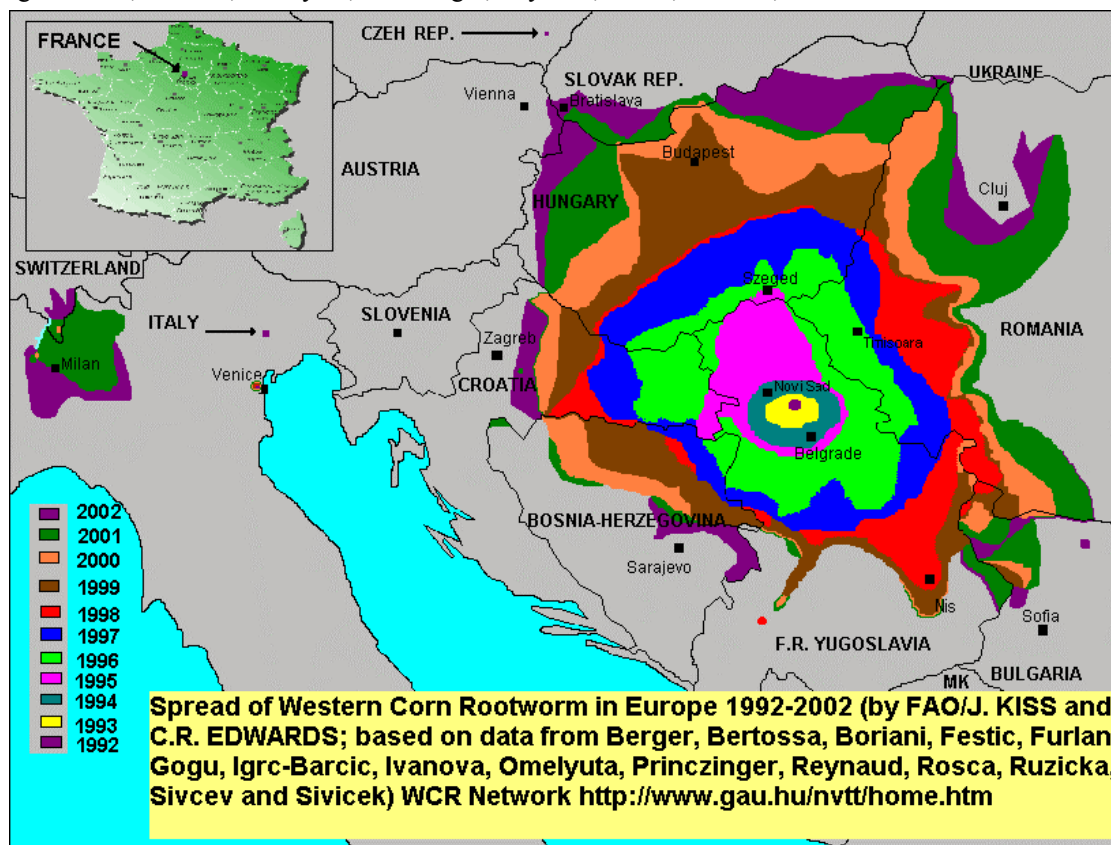 FRANCE
CZEH REP.
SLOVAK REP.
UKRAINE
Vienna
Bratislava
AUSTRIA
Budapest
HUNGARY
Cluj
SWITZERLAND
Szeged
ITALY
SLOVENIA
ROMANIA
Zagreb
Tmisoara
Milan
Venice
CROATIA
Novi Sad
Belgrade
2002
2001
2000
1999
1998
1997
1996
1995
1994
1993
1992
BOSNIA-HERZEGOVINA
Sarajevo
Nis
Sofia
F.R. YUGOSLAVIA
BULGARIA
MK
Spread of Western Corn Rootworm in Europe 1992-2002 (by FAO/J. KISS and
C.R. EDWARDS; based on data from Berger, Bertossa, Boriani, Festic, Furlan
Gogu, Igrc-Barcic, Ivanova, Omelyuta, Princzinger, Reynaud, Rosca, Ruzicka,
Sivcev and Sivicek) WCR Network http://www.gau.hu/nvtt/home.htm